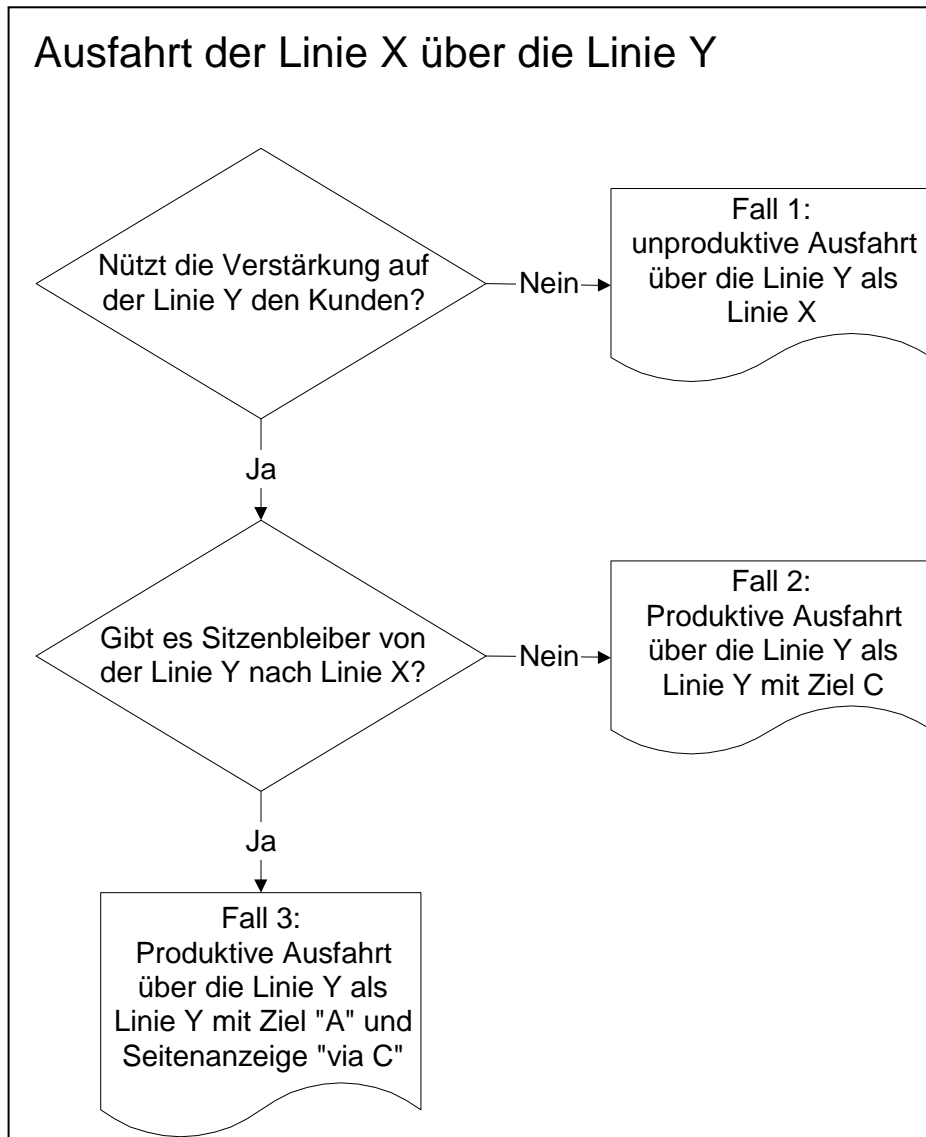 Ausfahrt der Linie X über die Linie Y
Nützt die Verstärkung auf
der Linie Y den Kunden?
Nein
Fall 1:
unproduktive Ausfahrt
über die Linie Y als
Linie X
Ja
Gibt es Sitzenbleiber von
der Linie Y nach Linie X?
Nein
Fall 2:
Produktive Ausfahrt
über die Linie Y als
Linie Y mit Ziel C
Ja
Fall 3:
Produktive Ausfahrt
über die Linie Y als
Linie Y mit Ziel "A" und
Seitenanzeige "via C"